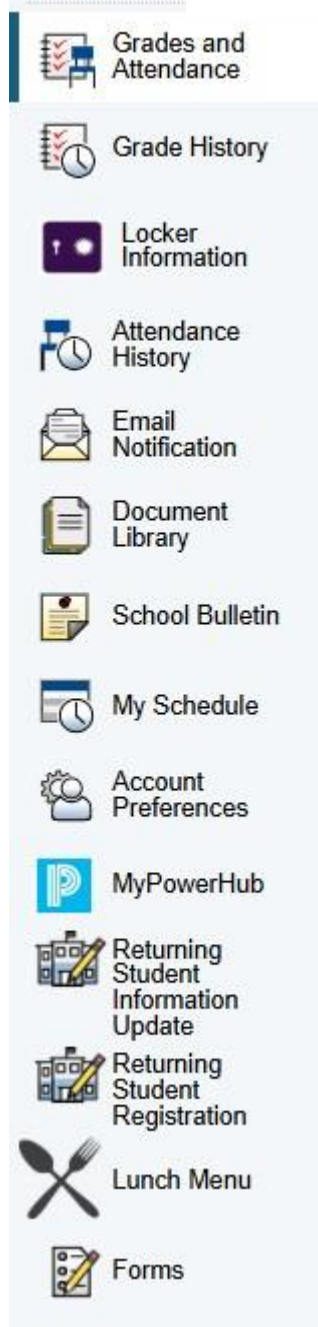 Grades and
Attendance
Grade History
Locker
Information
Attendance
History
Email
Notification
Document
Library
School Bulletin
My Schedule
Account
Preferences
MyPowerHub
Returning
Student
Information
Update
Returning
Student
Registration
Lunch Menu
Forms